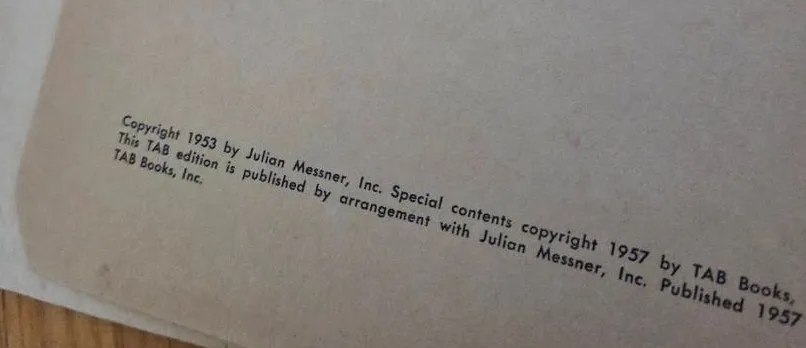 Copyright 1953 by Julian Messner, Inc. Special contents copyright 1957 by TAB Books,
This TAB edition is published by arrangement with Julian Messner, Inc. Published 1957
TAB Books, Inc.